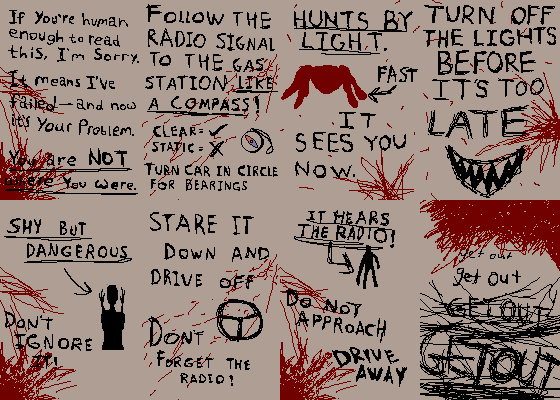 If you're human
enough to read
this, I'm Sorry.
It means I've
failed—and now
it's Your Problem.
You are NOT
where You were.
FOLLOW THE
RADIO SIGNAL
TO THE GAS
STATION LIKE
A COMPASS!
CLEAR=✓
STATIC=X
TURN CAR IN CIRCLE
FOR BEARINGS
HUNTS BY
LIGHT.
FAST
IT
SEES YOU
NOW.
TURN OFF
THE LIGHTS
BEFORE
IT'S TOO
LATE
SHY BUT
DANGEROUS
DON'T
IGNORE
IT!
STARE IT
DOWN AND
DRIVE OFF
DONT
FORGET THE
RADIO!
IT HEARS
THE RADIO!
DO NOT
APPROACH
DRIVE
AWAY
get out
get out
GET OUT
GET OUT